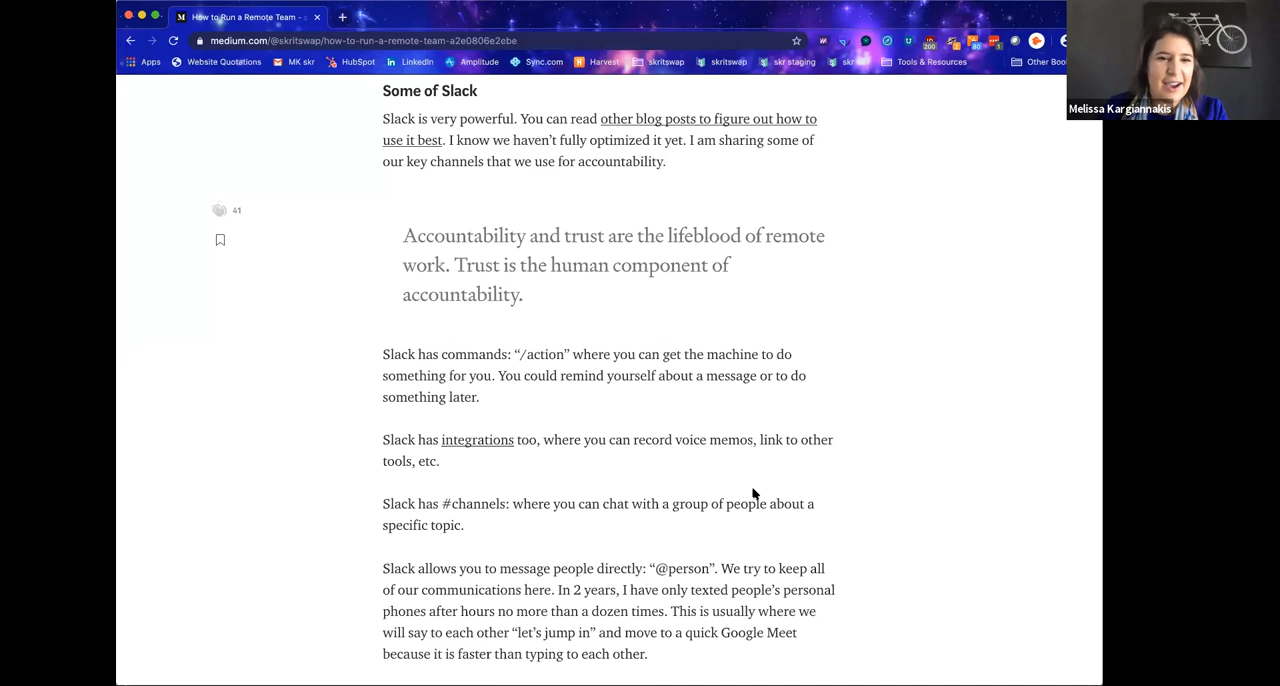 How to Run a Remote Team -
medium.com/@skritswap/how-to-run-a-remote-team-a2e0806e2ebe
200
80
1
Apps
Website Quotations
MK skr
HubSpot
LinkedIn
Amplitude
Sync.com
Harvest
skritswap
skritswap
skr staging
Tools & Resources
Other Boo
Melissa Kargiannakis
Some of Slack
Slack is very powerful. You can read other blog posts to figure out how to
use it best. I know we haven’t fully optimized it yet. I am sharing some of
our key channels that we use for accountability.
41
Accountability and trust are the lifeblood of remote
work. Trust is the human component of
accountability.
Slack has commands: “/action” where you can get the machine to do
something for you. You could remind yourself about a message or to do
something later.
Slack has integrations too, where you can record voice memos, link to other
tools, etc.
Slack has #channels: where you can chat with a group of people about a
specific topic.
Slack allows you to message people directly: “@person”. We try to keep all
of our communications here. In 2 years, I have only texted people’s personal
phones after hours no more than a dozen times. This is usually where we
will say to each other “let’s jump in” and move to a quick Google Meet
because it is faster than typing to each other.